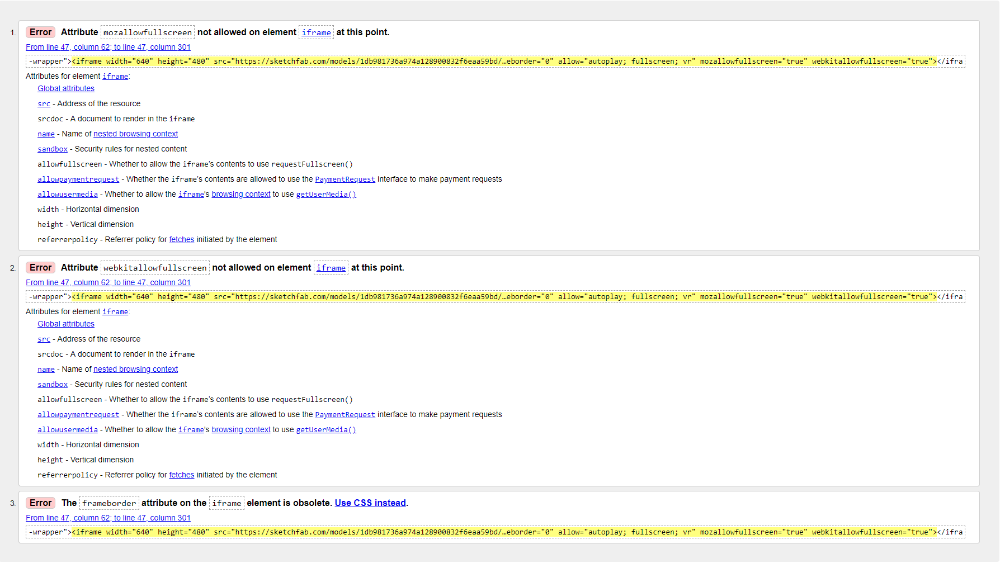 1. Error Attribute mozallowfullscreen not allowed on element iframe at this point.
From line 47, column 62; to line 47, column 301
-wrapper"><iframe width="640" height="480" src="https://sketchfab.com/models/1db981736a974a128900832f6eaa59bd/…eborder="0" allow="autoplay; fullscreen; vr" mozallowfullscreen="true" webkitallowfullscreen="true"></ifra
Attributes for element iframe:
Global attributes
src - Address of the resource
srcdoc - A document to render in the iframe
name - Name of nested browsing context
sandbox - Security rules for nested content
allowfullscreen - Whether to allow the iframe's contents to use requestFullscreen()
allowpaymentrequest - Whether the iframe's contents are allowed to use the PaymentRequest interface to make payment requests
allowusermedia - Whether to allow the iframe's browsing context to use getUserMedia()
width - Horizontal dimension
height - Vertical dimension
referrerpolicy - Referrer policy for fetches initiated by the element
2. Error Attribute webkitallowfullscreen not allowed on element iframe at this point.
From line 47, column 62; to line 47, column 301
-wrapper"><iframe width="640" height="480" src="https://sketchfab.com/models/1db981736a974a128900832f6eaa59bd/…eborder="0" allow="autoplay; fullscreen; vr" mozallowfullscreen="true" webkitallowfullscreen="true"></ifra
Attributes for element iframe:
Global attributes
src - Address of the resource
srcdoc - A document to render in the iframe
name - Name of nested browsing context
sandbox - Security rules for nested content
allowfullscreen - Whether to allow the iframe's contents to use requestFullscreen()
allowpaymentrequest - Whether the iframe's contents are allowed to use the PaymentRequest interface to make payment requests
allowusermedia - Whether to allow the iframe's browsing context to use getUserMedia()
width - Horizontal dimension
height - Vertical dimension
referrerpolicy - Referrer policy for fetches initiated by the element
3. Error The frameborder attribute on the iframe element is obsolete. Use CSS instead.
From line 47, column 62; to line 47, column 301
-wrapper"><iframe width="640" height="480" src="https://sketchfab.com/models/1db981736a974a128900832f6eaa59bd/…eborder="0" allow="autoplay; fullscreen; vr" mozallowfullscreen="true" webkitallowfullscreen="true"></ifra